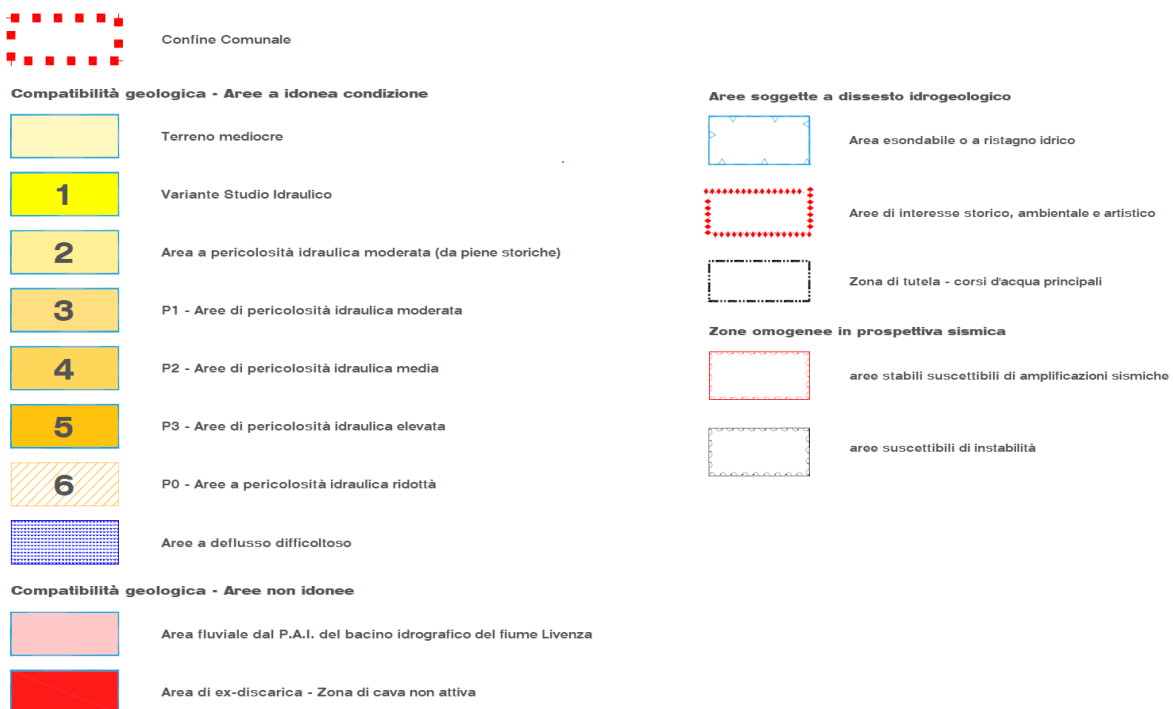 Confine Comunale
Compatibilità geologica - Aree a idonea condizione
Terreno mediocre
1
Variante Studio Idraulico
2
Area a pericolosità idraulica moderata (da piene storiche)
3
P1 - Aree di pericolosità idraulica moderata
4
P2 - Aree di pericolosità idraulica media
5
P3 - Aree di pericolosità idraulica elevata
6
P0 - Aree a pericolosità idraulica ridottà
Aree a deflusso difficoltoso
Compatibilità geologica - Aree non idonee
Area fluviale dal P.A.I. del bacino idrografico del fiume Livenza
Area di ex-discarica - Zona di cava non attiva
Aree soggette a dissesto idrogeologico
Area esondabile o a ristagno idrico
Aree di interesse storico, ambientale e artistico
Zona di tutela - corsi d'acqua principali
Zone omogenee in prospettiva sismica
aree stabili suscettibili di amplificazioni sismiche
aree suscettibili di instabilità